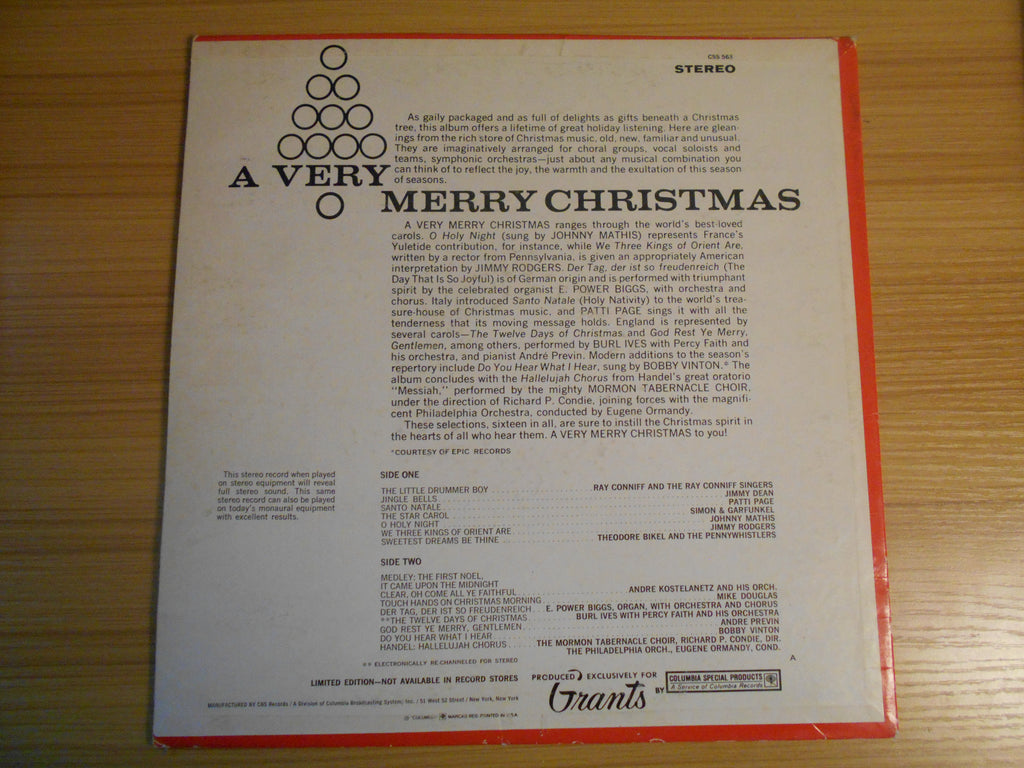 CSS 563
STEREO
As gaily packaged and as full of delights as gifts beneath a Christmas
tree, this album offers a lifetime of great holiday listening. Here are glean-
ings from the rich store of Christmas music, old, new, familiar and unusual.
They are imaginatively arranged for choral groups, vocal soloists and
teams, symphonic orchestras—just about any musical combination you
can think of to reflect the joy, the warmth and the exultation of this season
of seasons.
A VERY
MERRY CHRISTMAS
A VERY MERRY CHRISTMAS ranges through the world's best-loved
carols. O Holy Night (sung by JOHNNY MATHIS) represents France's
Yuletide contribution, for instance, while We Three Kings of Orient Are,
written by a rector from Pennsylvania, is given an appropriately American
interpretation by JIMMY RODGERS. Der Tag, der ist so freudenreich (The
Day That Is So Joyful) is of German origin and is performed with triumphant
spirit by the celebrated organist E. POWER BIGGS, with orchestra and
chorus. Italy introduced Santo Natale (Holy Nativity) to the world's trea-
sure-house of Christmas music, and PATTI PAGE sings it with all the
tenderness that its moving message holds. England is represented by
several carols—The Twelve Days of Christmas and God Rest Ye Merry,
Gentlemen, among others, performed by BURL IVES with Percy Faith and
his orchestra, and pianist André Previn. Modern additions to the season's
repertory include Do You Hear What I Hear, sung by BOBBY VINTON.* The
album concludes with the Hallelujah Chorus from Handel's great oratorio
"Messiah," performed by the mighty MORMON TABERNACLE CHOIR,
under the direction of Richard P. Condie, joining forces with the magnifi-
cent Philadelphia Orchestra, conducted by Eugene Ormandy.
These selections, sixteen in all, are sure to instill the Christmas spirit in
the hearts of all who hear them. A VERY MERRY CHRISTMAS to you!
*COURTESY OF EPIC RECORDS
This stereo record when played
on stereo equipment will reveal
full stereo sound. This same
stereo record can also be played
on today's monaural equipment
with excellent results.
SIDE ONE
THE LITTLE DRUMMER BOY . . . RAY CONNIFF AND THE RAY CONNIFF SINGERS
JINGLE BELLS . . . JIMMY DEAN
SANTO NATALE . . . PATTI PAGE
THE STAR CAROL . . . SIMON & GARFUNKEL
O HOLY NIGHT . . . JOHNNY MATHIS
WE THREE KINGS OF ORIENT ARE . . . JIMMY RODGERS
SWEETEST DREAMS BE THINE . . . THEODORE BIKEL AND THE PENNYWHISTLERS
SIDE TWO
MEDLEY: THE FIRST NOEL,
IT CAME UPON THE MIDNIGHT
CLEAR, OH COME ALL YE FAITHFUL . . . ANDRE KOSTELANETZ AND HIS ORCH.
TOUCH HANDS ON CHRISTMAS MORNING . . . MIKE DOUGLAS
DER TAG, DER IST SO FREUDENREICH . . . E. POWER BIGGS, ORGAN, WITH ORCHESTRA AND CHORUS
**THE TWELVE DAYS OF CHRISTMAS . . . BURL IVES WITH PERCY FAITH AND HIS ORCHESTRA
GOD REST YE MERRY, GENTLEMEN . . . ANDRE PREVIN
DO YOU HEAR WHAT I HEAR . . . BOBBY VINTON
HANDEL: HALLELUJAH CHORUS . . . THE MORMON TABERNACLE CHOIR, RICHARD P. CONDIE, DIR.
THE PHILADELPHIA ORCH., EUGENE ORMANDY, COND.
** ELECTRONICALLY RE-CHANNELED FOR STEREO
A
LIMITED EDITION—NOT AVAILABLE IN RECORD STORES
PRODUCED EXCLUSIVELY FOR
Grants
BY
COLUMBIA SPECIAL PRODUCTS
A Service of Columbia Records
MANUFACTURED BY CBS Records / A Division of Columbia Broadcasting System, Inc. / 51 West 52 Street / New York, New York
® "COLUMBIA" MARCAS REG. PRINTED IN U.S.A.